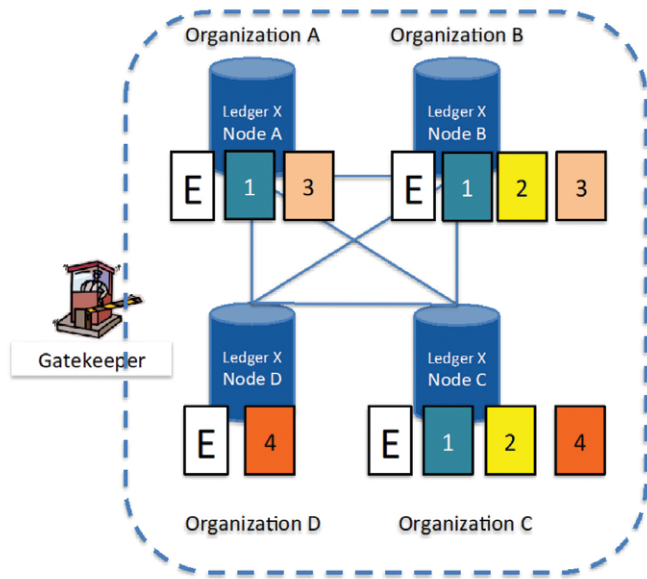 Organization A
Organization B
Ledger X
Node A
Ledger X
Node B
E 1 3
E 1 2 3
Gatekeeper
Ledger X
Node D
Ledger X
Node C
E 4
E 1 2 4
Organization D
Organization C